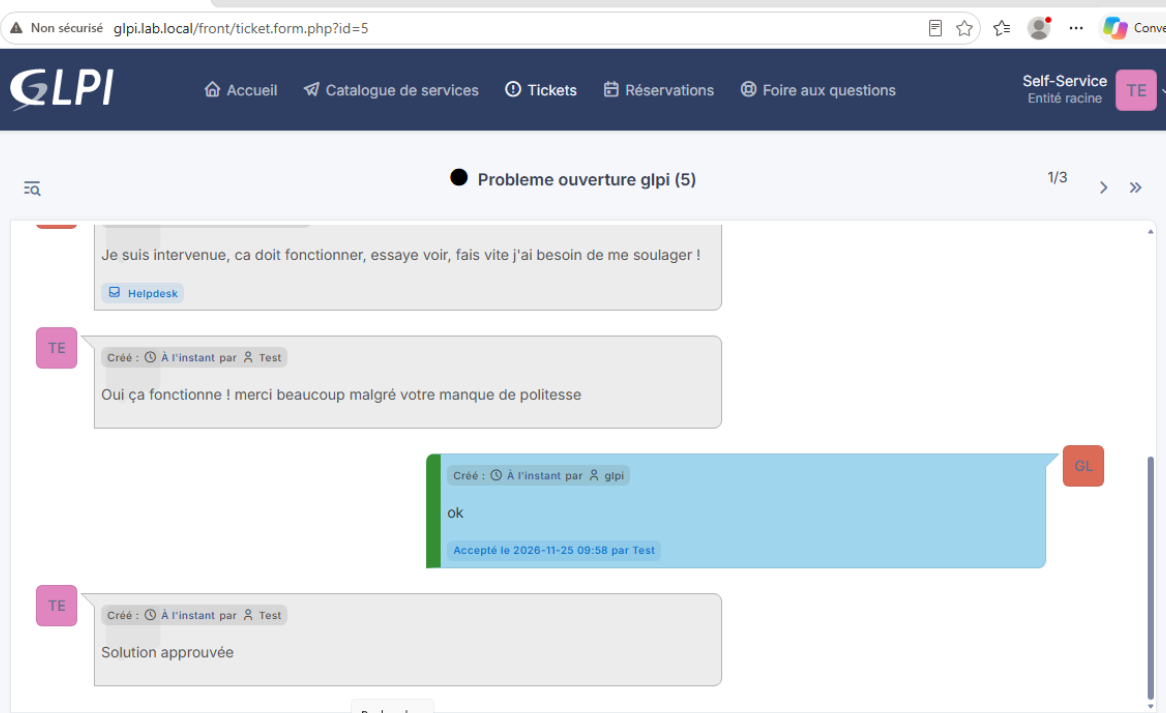 Non sécurisé glpi.lab.local/front/ticket.form.php?id=5
GLPI
Accueil Catalogue de services Tickets Réservations Foire aux questions
Self-Service
Entité racine
TE
Probleme ouverture glpi (5)
1/3
Je suis intervenue, ca doit fonctionner, essaye voir, fais vite j'ai besoin de me soulager !
Helpdesk
TE
Créé : À l'instant par Test
Oui ça fonctionne ! merci beaucoup malgré votre manque de politesse
GL
Créé : À l'instant par glpi
ok
Accepté le 2026-11-25 09:58 par Test
TE
Créé : À l'instant par Test
Solution approuvée